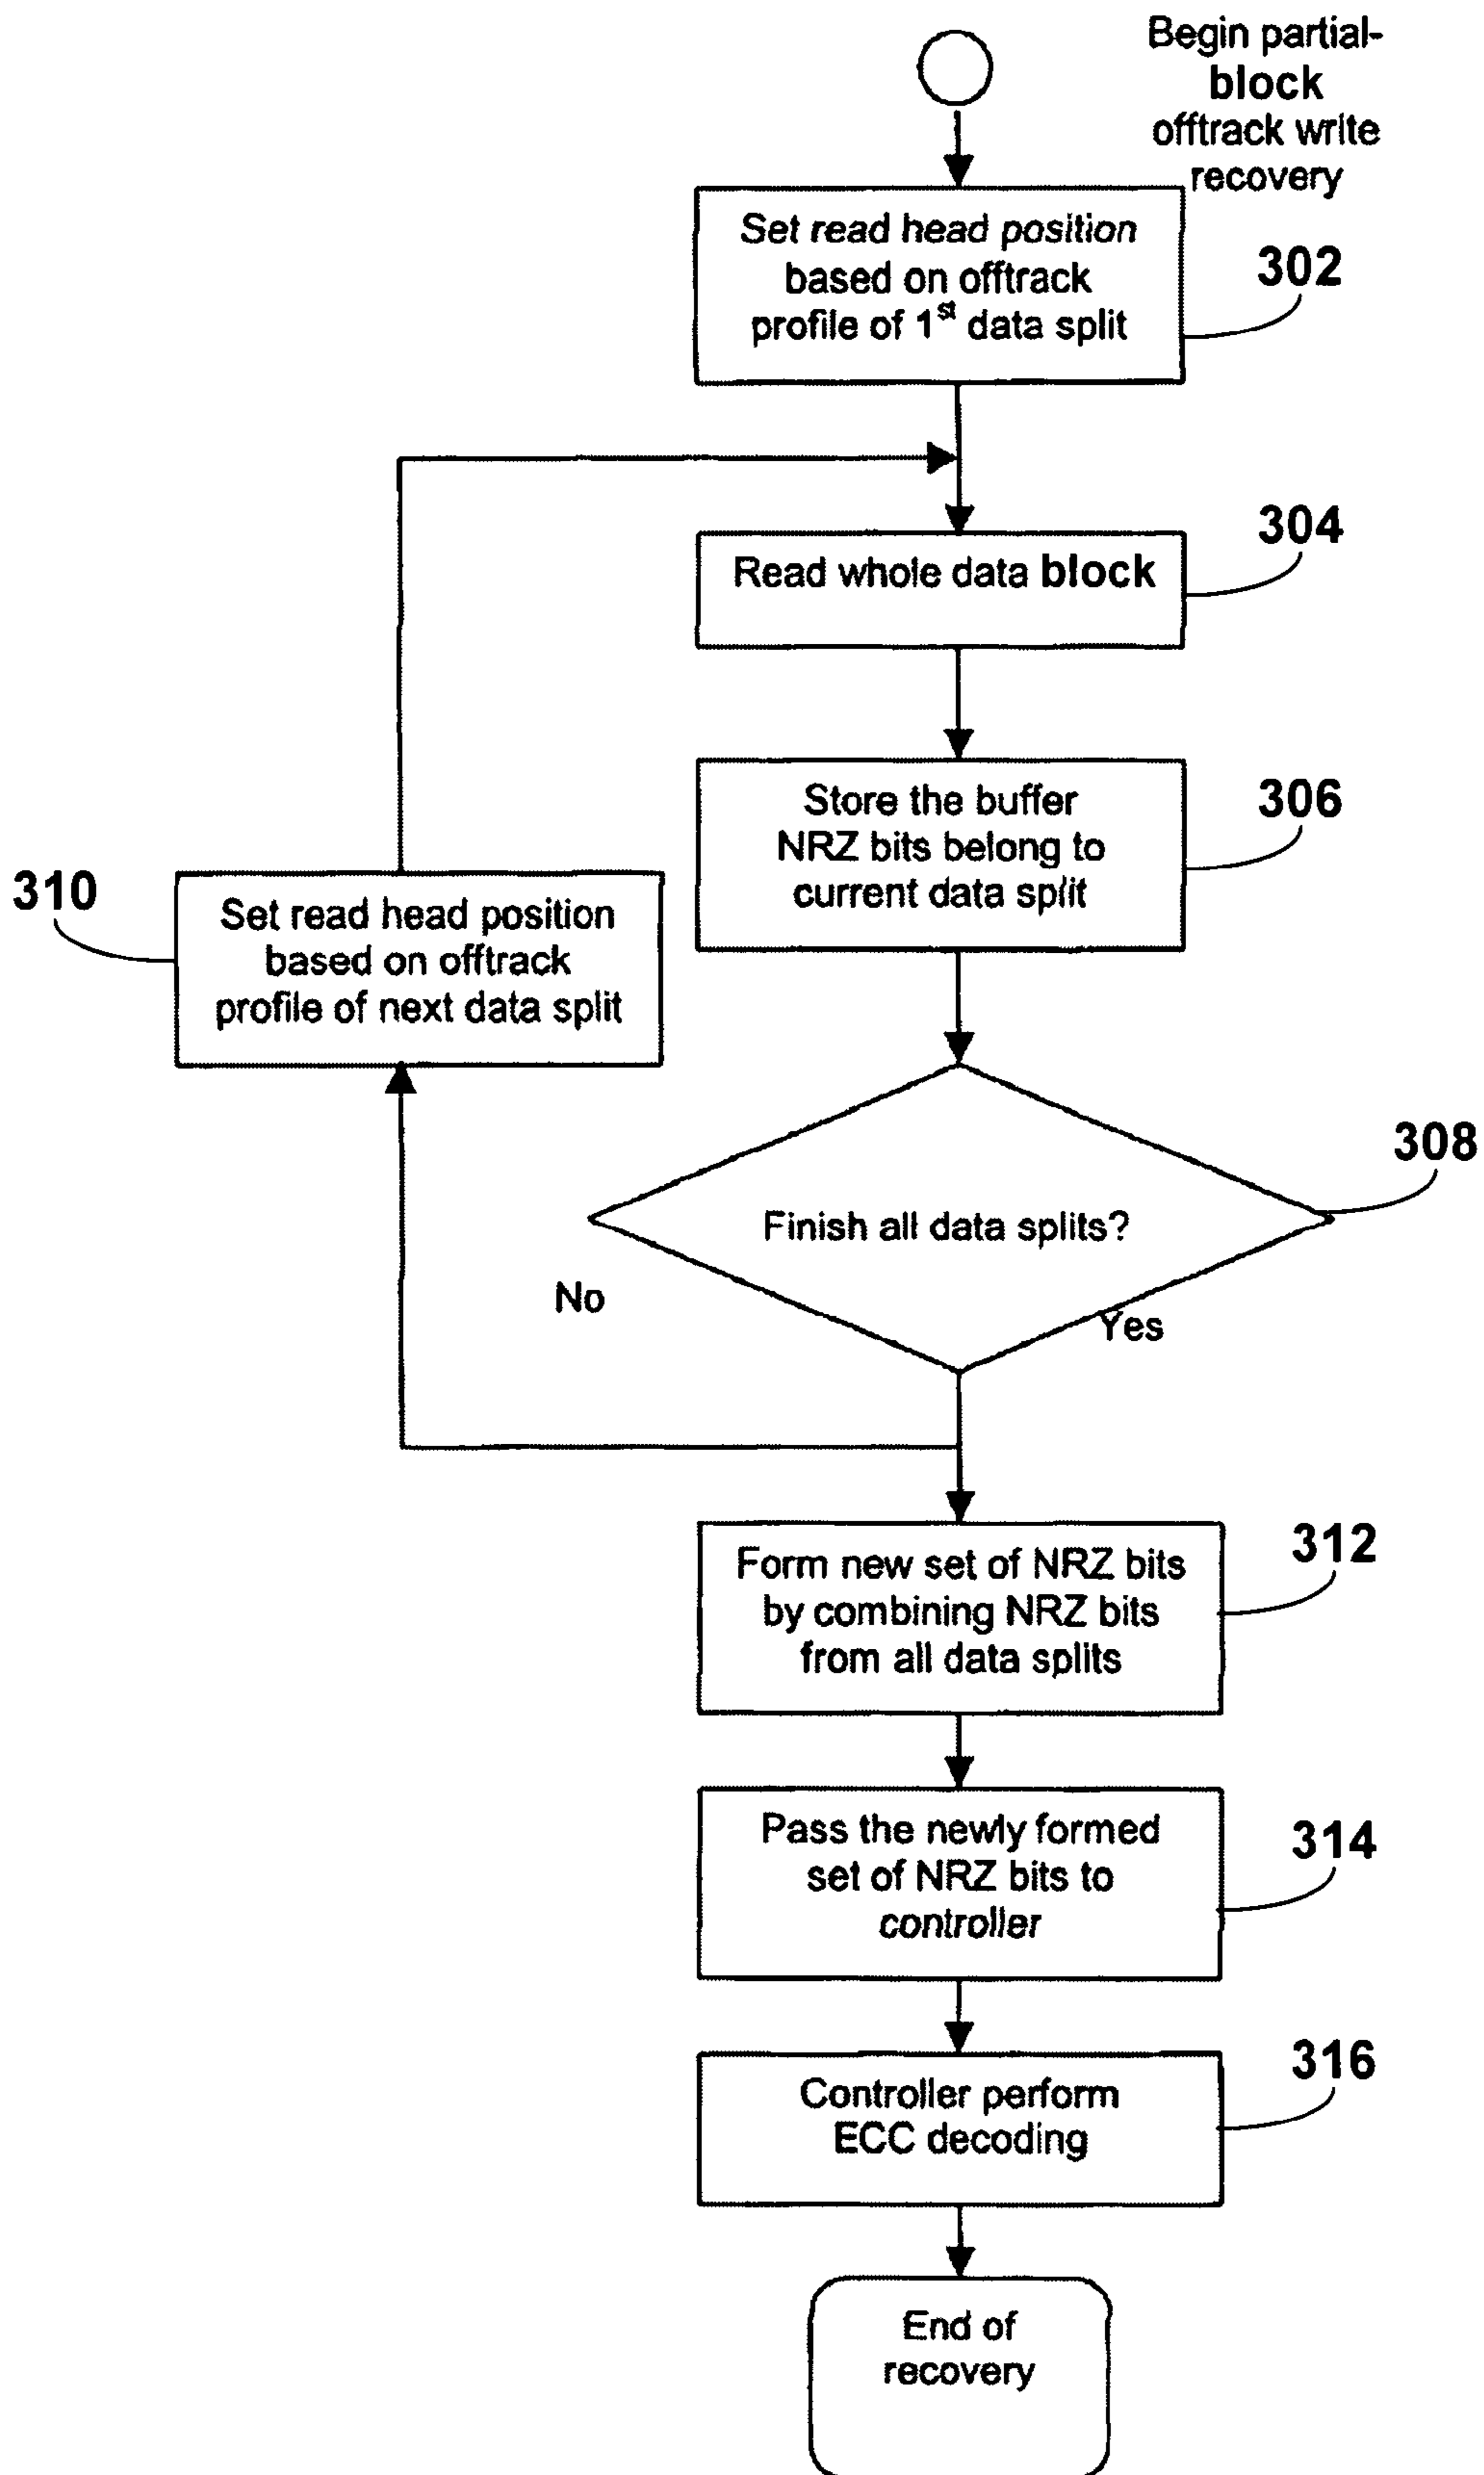 Begin partial-
block
offtrack write
recovery
Set read head position
based on offtrack
profile of 1st data split
302
Read whole data block
304
Store the buffer
NRZ bits belong to
current data split
306
310
Set read head position
based on offtrack
profile of next data split
Finish all data splits?
308
No
Yes
Form new set of NRZ bits
by combining NRZ bits
from all data splits
312
Pass the newly formed
set of NRZ bits to
controller
314
Controller perform
ECC decoding
316
End of
recovery